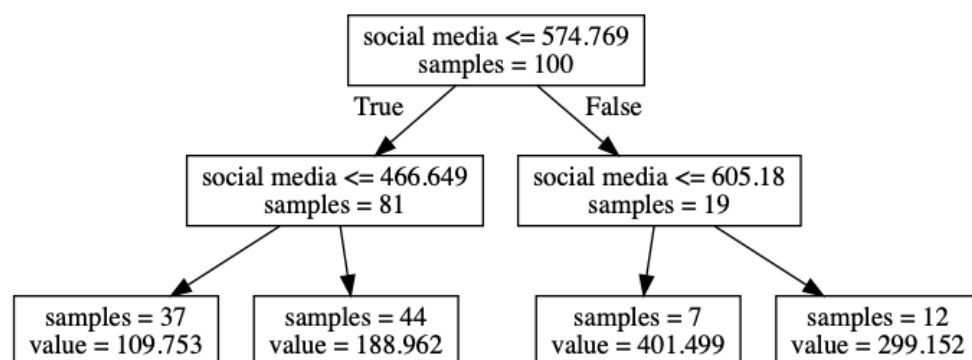 social media <= 574.769
samples = 100
True
False
social media <= 466.649
samples = 81
social media <= 605.18
samples = 19
samples = 37
value = 109.753
samples = 44
value = 188.962
samples = 7
value = 401.499
samples = 12
value = 299.152